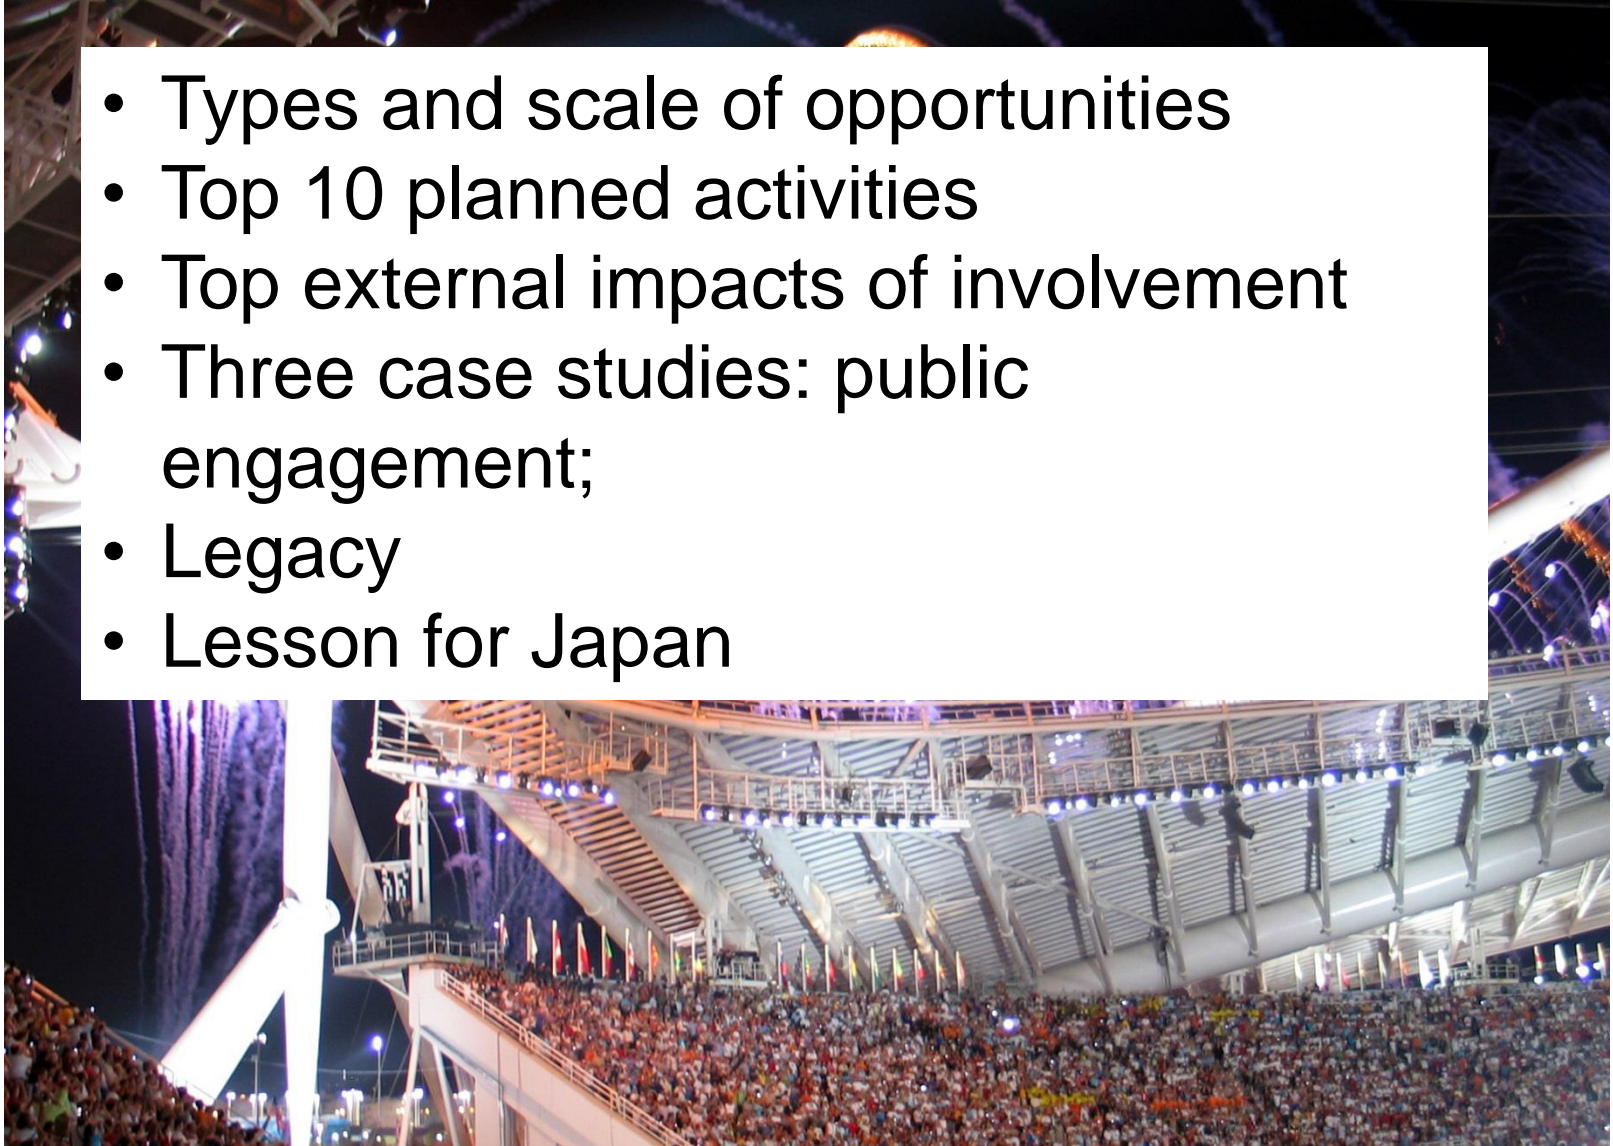 • Types and scale of opportunities
• Top 10 planned activities
• Top external impacts of involvement
• Three case studies: public
engagement;
• Legacy
• Lesson for Japan